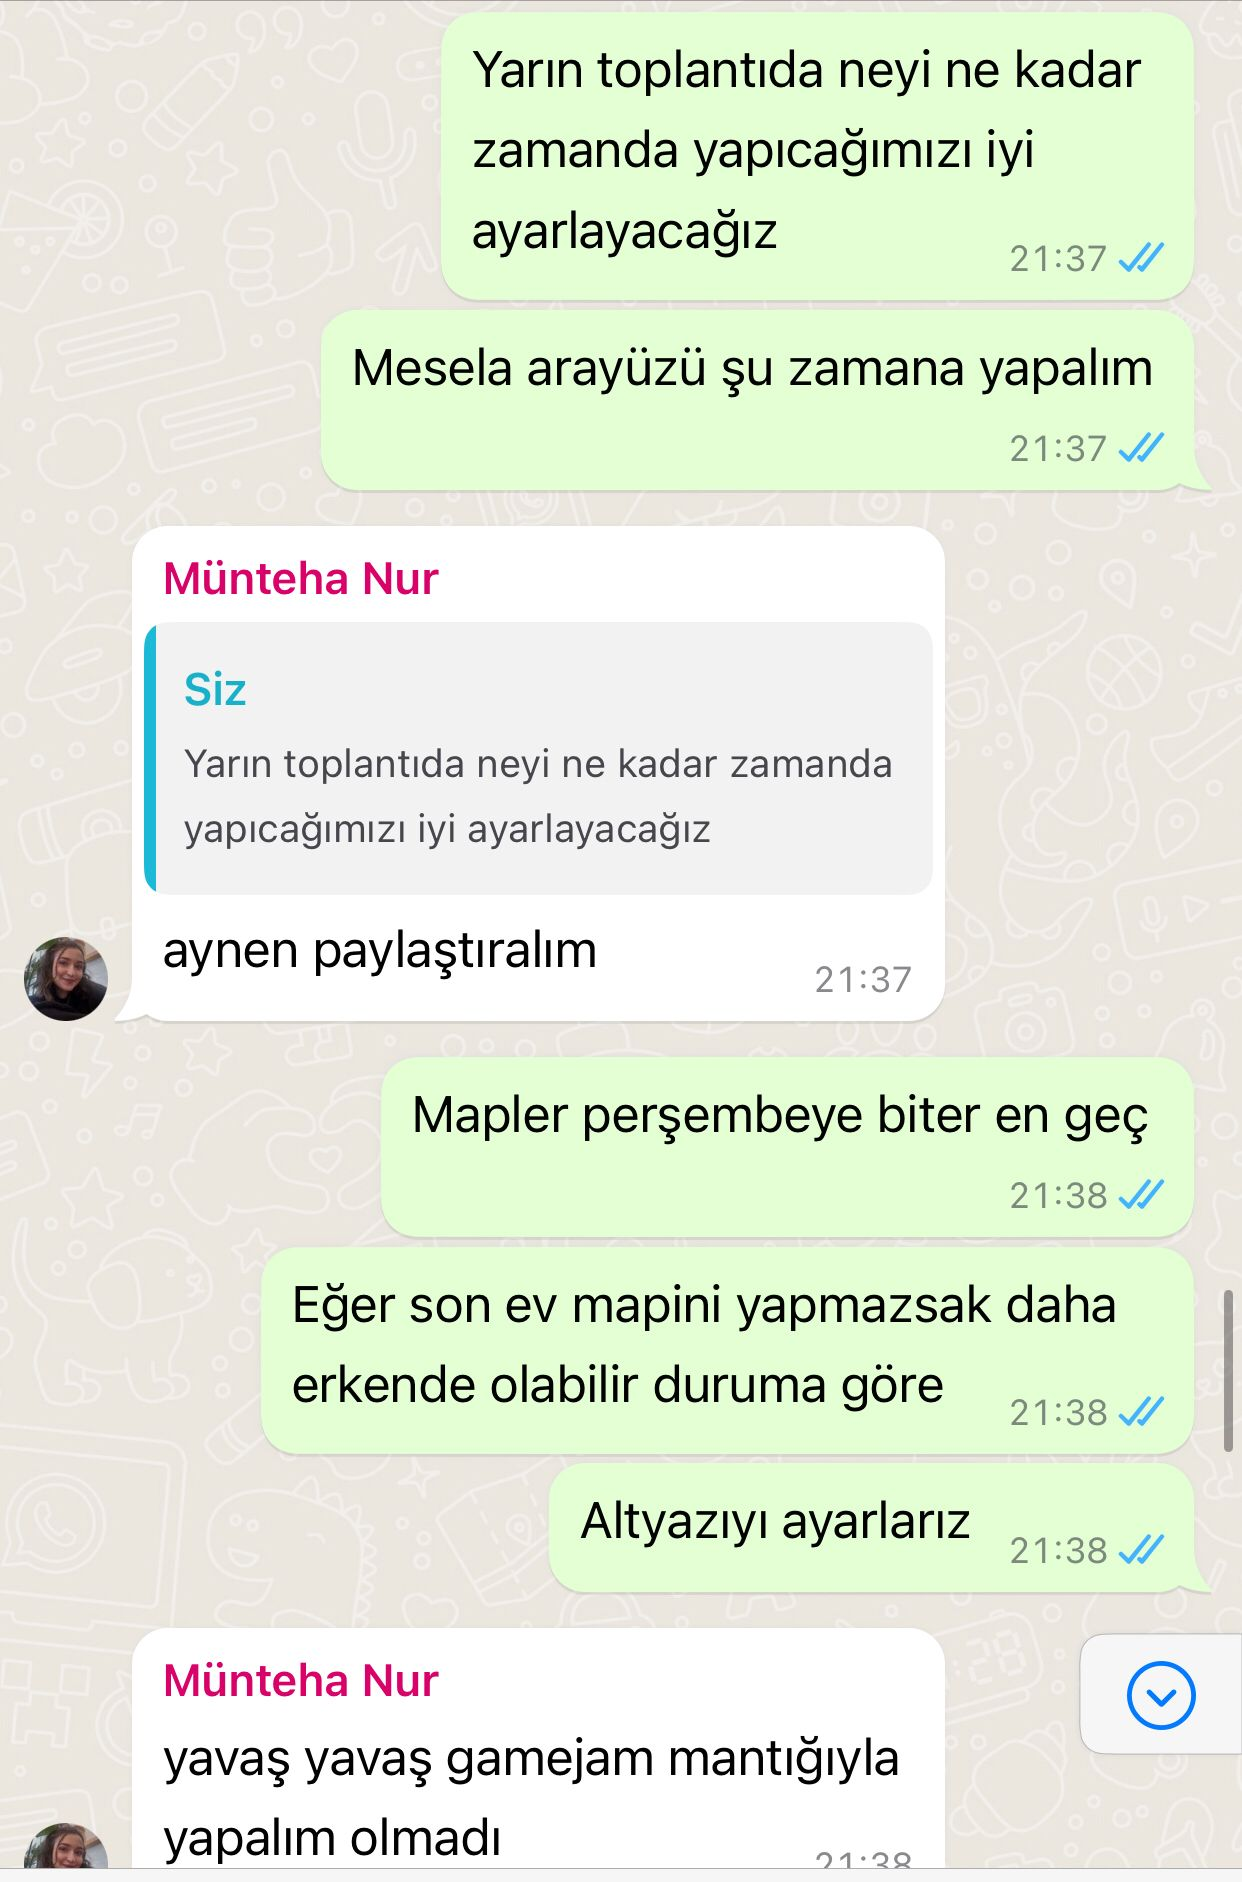 Yarın toplantıda neyi ne kadar
zamanda yapıcağımızı iyi
ayarlayacağız
21:37
Mesela arayüzü şu zamana yapalım
21:37
Münteha Nur
Siz
Yarın toplantıda neyi ne kadar zamanda
yapıcağımızı iyi ayarlayacağız
aynen paylaştıralım
21:37
Mapler perşembeye biter en geç
21:38
Eğer son ev mapini yapmazsak daha
erkende olabilir duruma göre
21:38
Altyazıyı ayarlarız
21:38
Münteha Nur
yavaş yavaş gamejam mantığıyla
yapalım olmadı
21:38